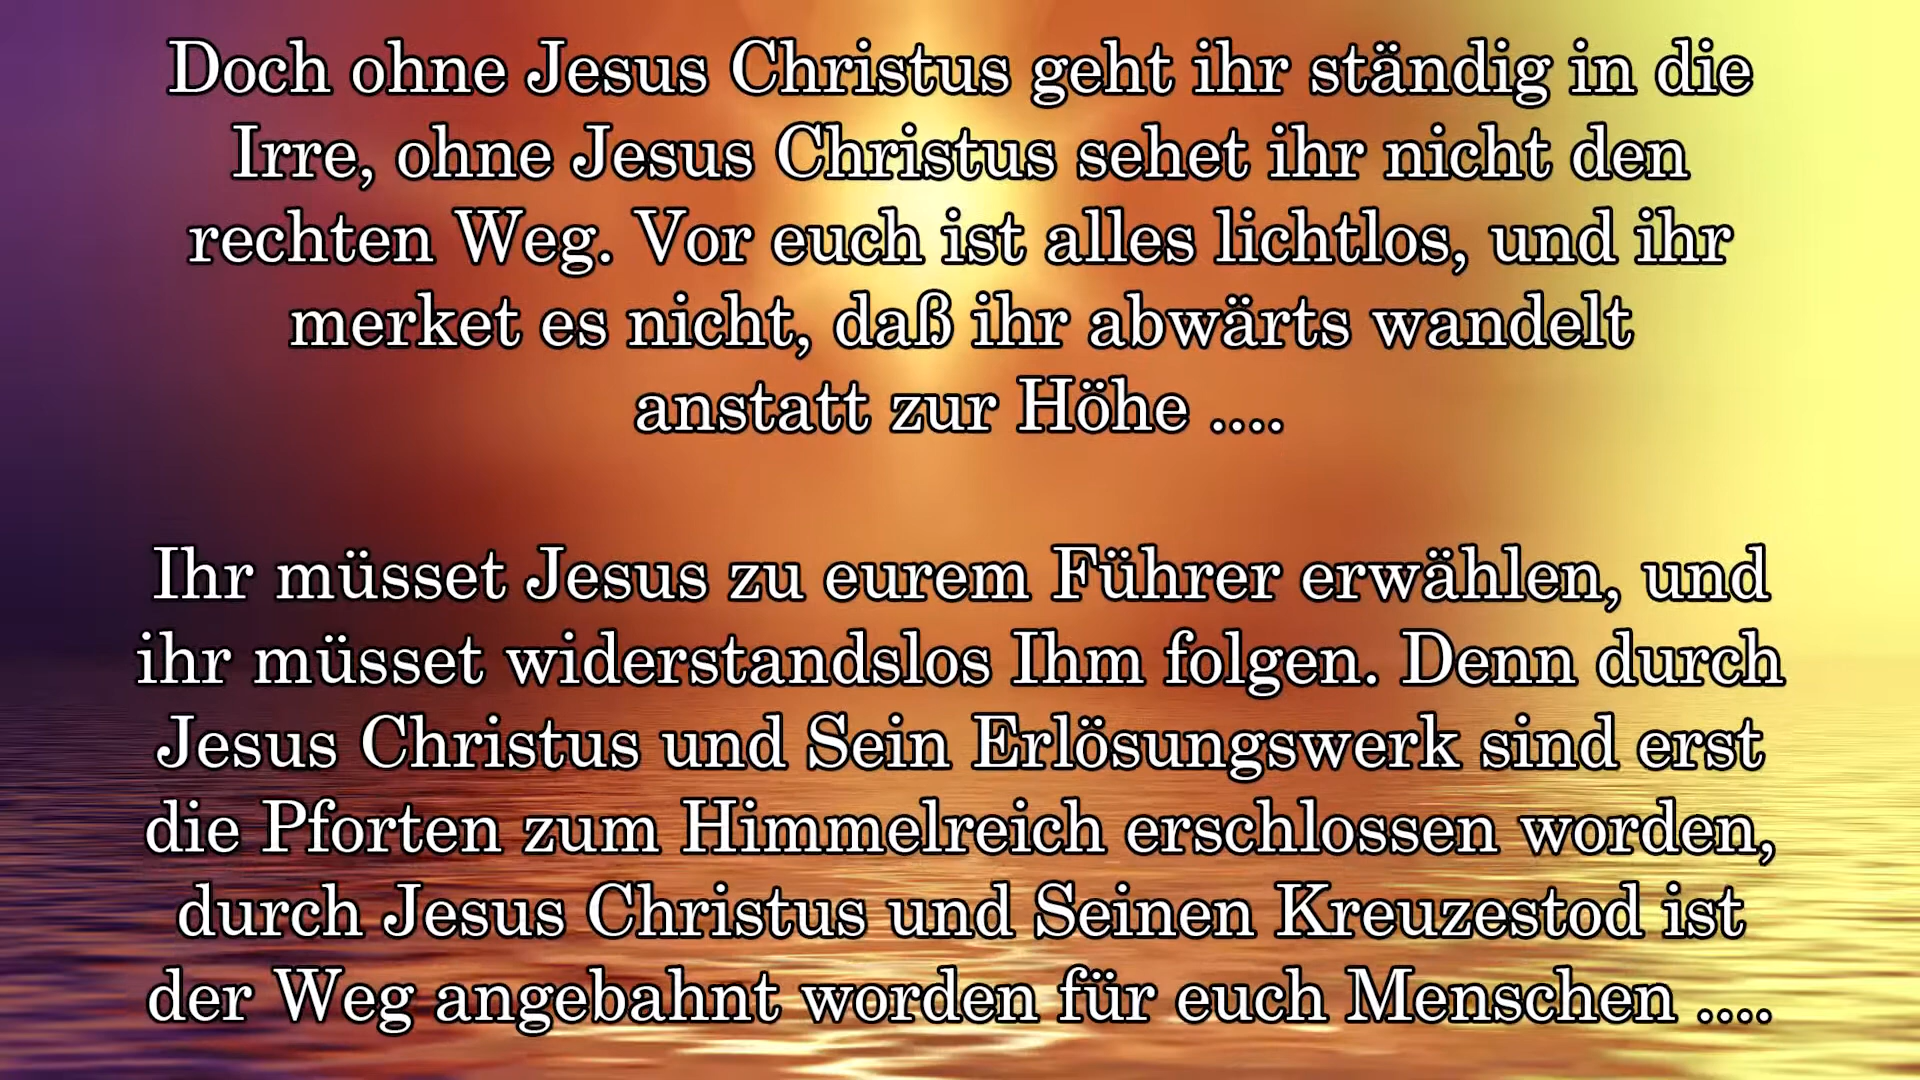 Doch ohne Jesus Christus geht ihr ständig in die
Irre, ohne Jesus Christus sehet ihr nicht den
rechten Weg. Vor euch ist alles lichtlos, und ihr
merket es nicht, daß ihr abwärts wandelt
anstatt zur Höhe ....
Ihr müsset Jesus zu eurem Führer erwählen, und
ihr müsset widerstandslos Ihm folgen. Denn durch
Jesus Christus und Sein Erlösungswerk sind erst
die Pforten zum Himmelreich erschlossen worden,
durch Jesus Christus und Seinen Kreuzestod ist
der Weg angebahnt worden für euch Menschen ....